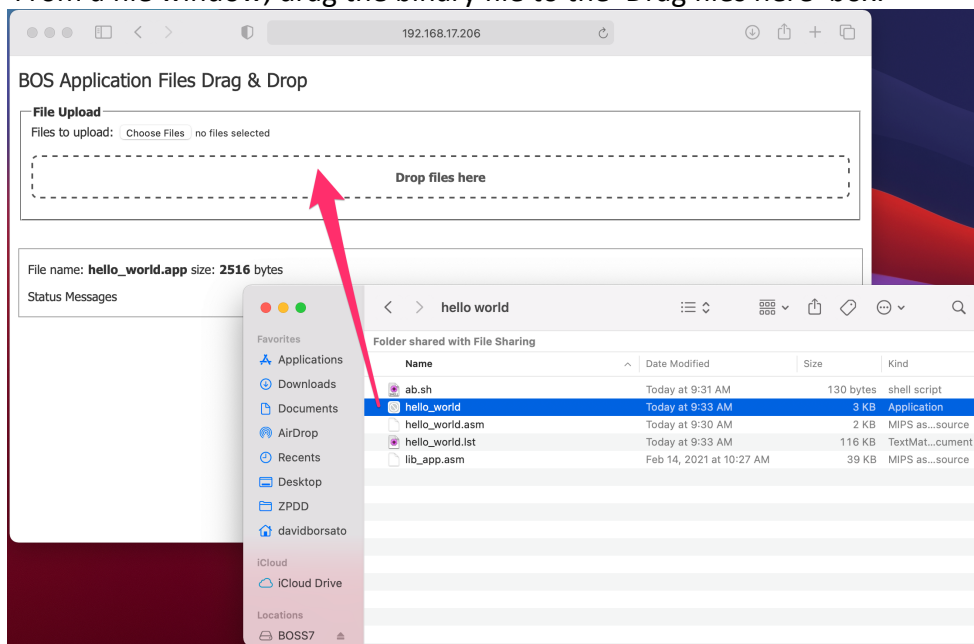 From a file window, drag the binary file to the 'Drag files here' box.
192.168.17.206
BOS Application Files Drag & Drop
File Upload
Files to upload: Choose Files no files selected
Drop files here
File name: hello_world.app size: 2516 bytes
Status Messages
hello world
Favorites
Folder shared with File Sharing
Applications
Name Date Modified Size Kind
Downloads
ab.sh Today at 9:31 AM 130 bytes shell script
Documents
hello_world Today at 9:33 AM 3 KB Application
hello_world.asm Today at 9:30 AM 2 KB MIPS as...source
AirDrop
hello_world.lst Today at 9:33 AM 116 KB TextMat...cument
Recents
lib_app.asm Feb 14, 2021 at 10:27 AM 39 KB MIPS as...source
Desktop
ZPDD
davidborsato
iCloud
iCloud Drive
Locations
BOSS7